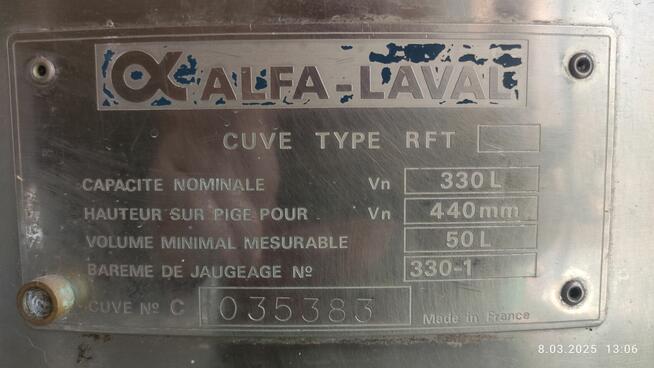 ALFA-LAVAL
CUVE TYPE RFT
CAPACITE NOMINALE Vn 330 L
HAUTEUR SUR PIGE POUR Vn 440 mm
VOLUME MINIMAL MESURABLE 50 L
BAREME DE JAUGEAGE Nº 330-1
CUVE Nº C 035383 Made in France
8.03.2025 13:06